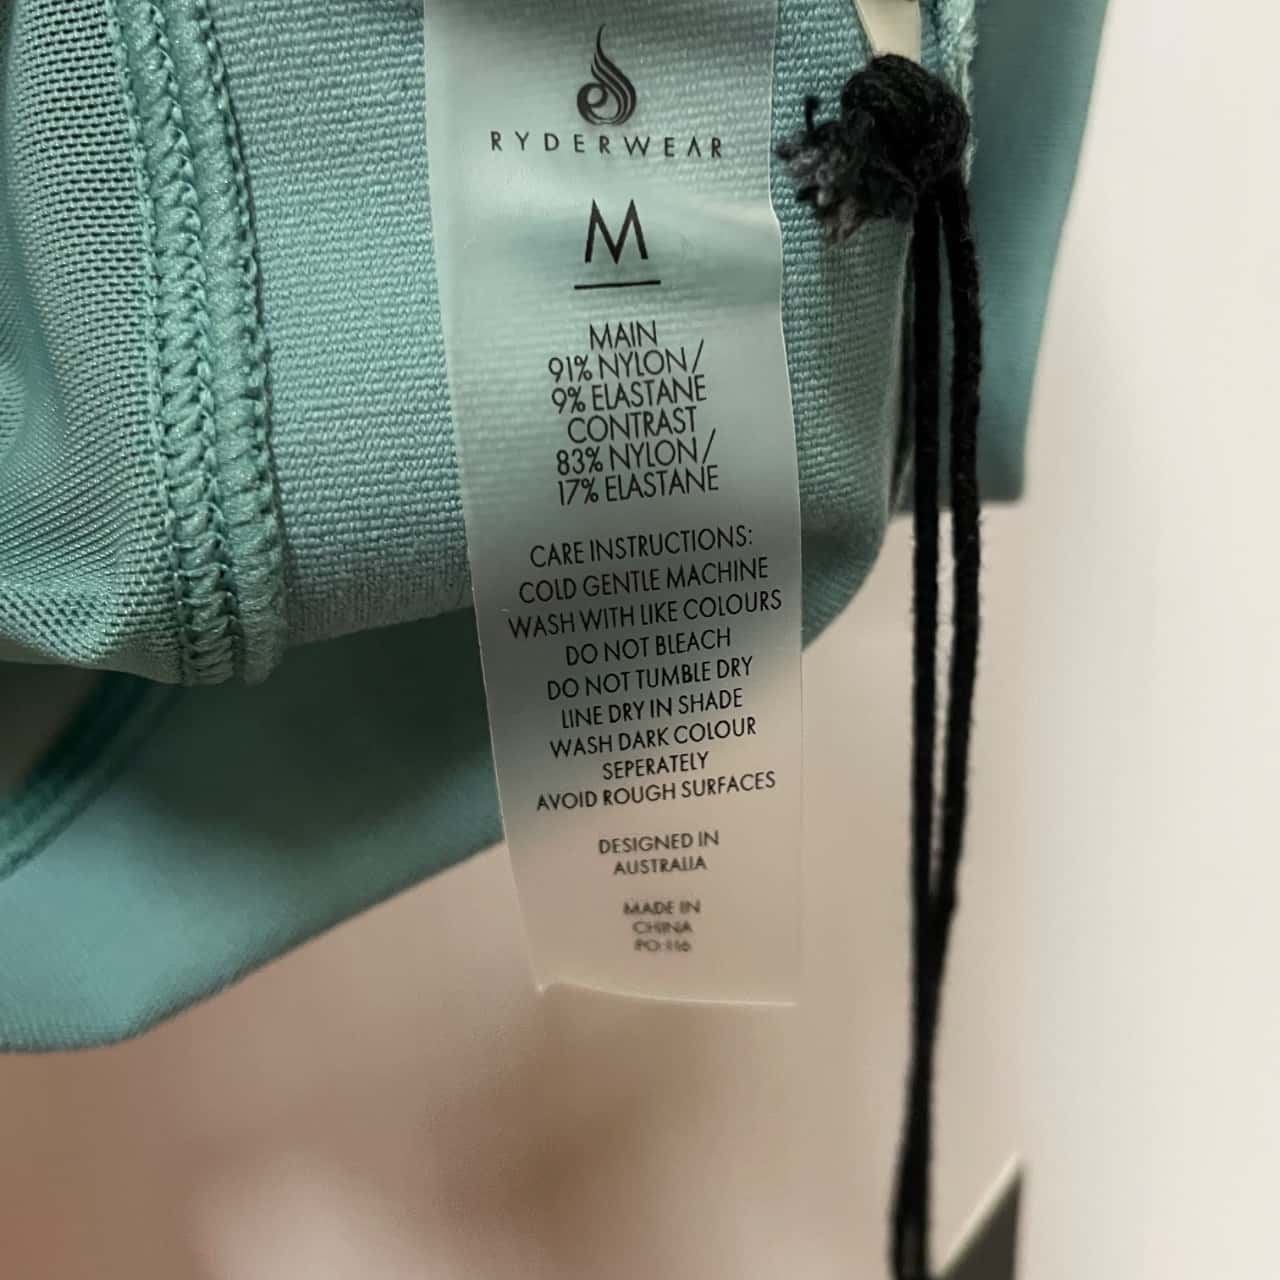 RYDERWEAR
M
MAIN
91% NYLON/
9% ELASTANE
CONTRAST
83% NYLON/
17% ELASTANE
CARE INSTRUCTIONS:
COLD GENTLE MACHINE
WASH WITH LIKE COLOURS
DO NOT BLEACH
DO NOT TUMBLE DRY
LINE DRY IN SHADE
WASH DARK COLOUR
SEPERATELY
AVOID ROUGH SURFACES
DESIGNED IN
AUSTRALIA
MADE IN
CHINA
PO:116